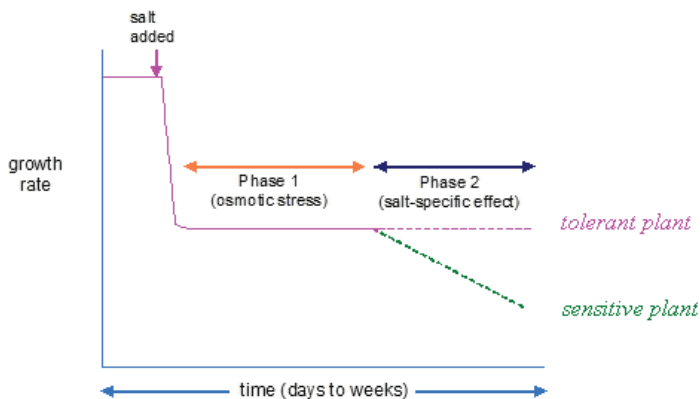 salt
added
growth
rate
Phase 1
(osmotic stress)
Phase 2
(salt-specific effect)
tolerant plant
sensitive plant
time (days to weeks)